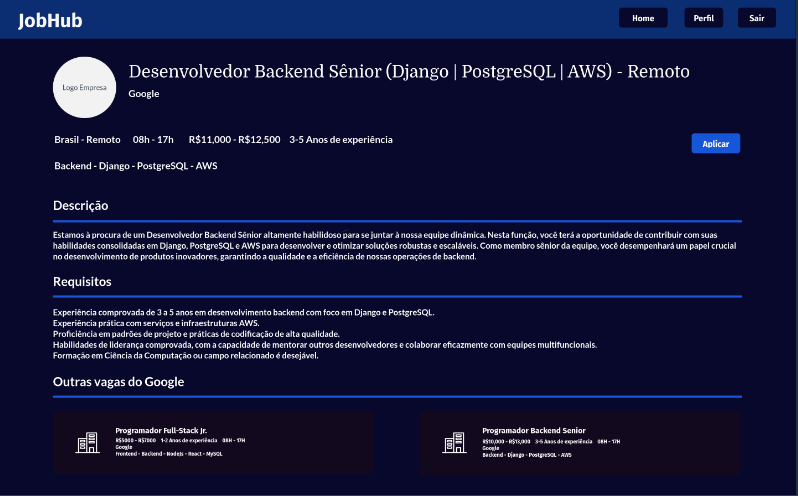 JobHub
Home Perfil Sair
Logo Empresa
Desenvolvedor Backend Sênior (Django | PostgreSQL | AWS) - Remoto
Google
Brasil - Remoto 08h - 17h R$11,000 - R$12,500 3-5 Anos de experiência
Aplicar
Backend - Django - PostgreSQL - AWS
Descrição
Estamos à procura de um Desenvolvedor Backend Sênior altamente habilidoso para se juntar à nossa equipe dinâmica. Nesta função, você terá a oportunidade de contribuir com suas
habilidades consolidadas em Django, PostgreSQL e AWS para desenvolver e otimizar soluções robustas e escaláveis. Como membro sênior da equipe, você desempenhará um papel crucial
no desenvolvimento de produtos inovadores, garantindo a qualidade e a eficiência de nossas operações de backend.
Requisitos
Experiência comprovada de 3 a 5 anos em desenvolvimento backend com foco em Django e PostgreSQL.
Experiência prática com serviços e infraestruturas AWS.
Proficiência em padrões de projeto e práticas de codificação de alta qualidade.
Habilidades de liderança comprovada, com a capacidade de mentorar outros desenvolvedores e colaborar eficazmente com equipes multifuncionais.
Formação em Ciência da Computação ou campo relacionado é desejável.
Outras vagas do Google
Programador Full-Stack Jr.
R$5000 - R$7000 1-2 Anos de experiência 08H - 17H
Google
Frontend - Backend - NodeJs - React - MySQL
Programador Backend Senior
R$10,000 - R$13,000 3-5 Anos de experiência 08H - 17H
Google
Backend - Django - PostgreSQL - AWS